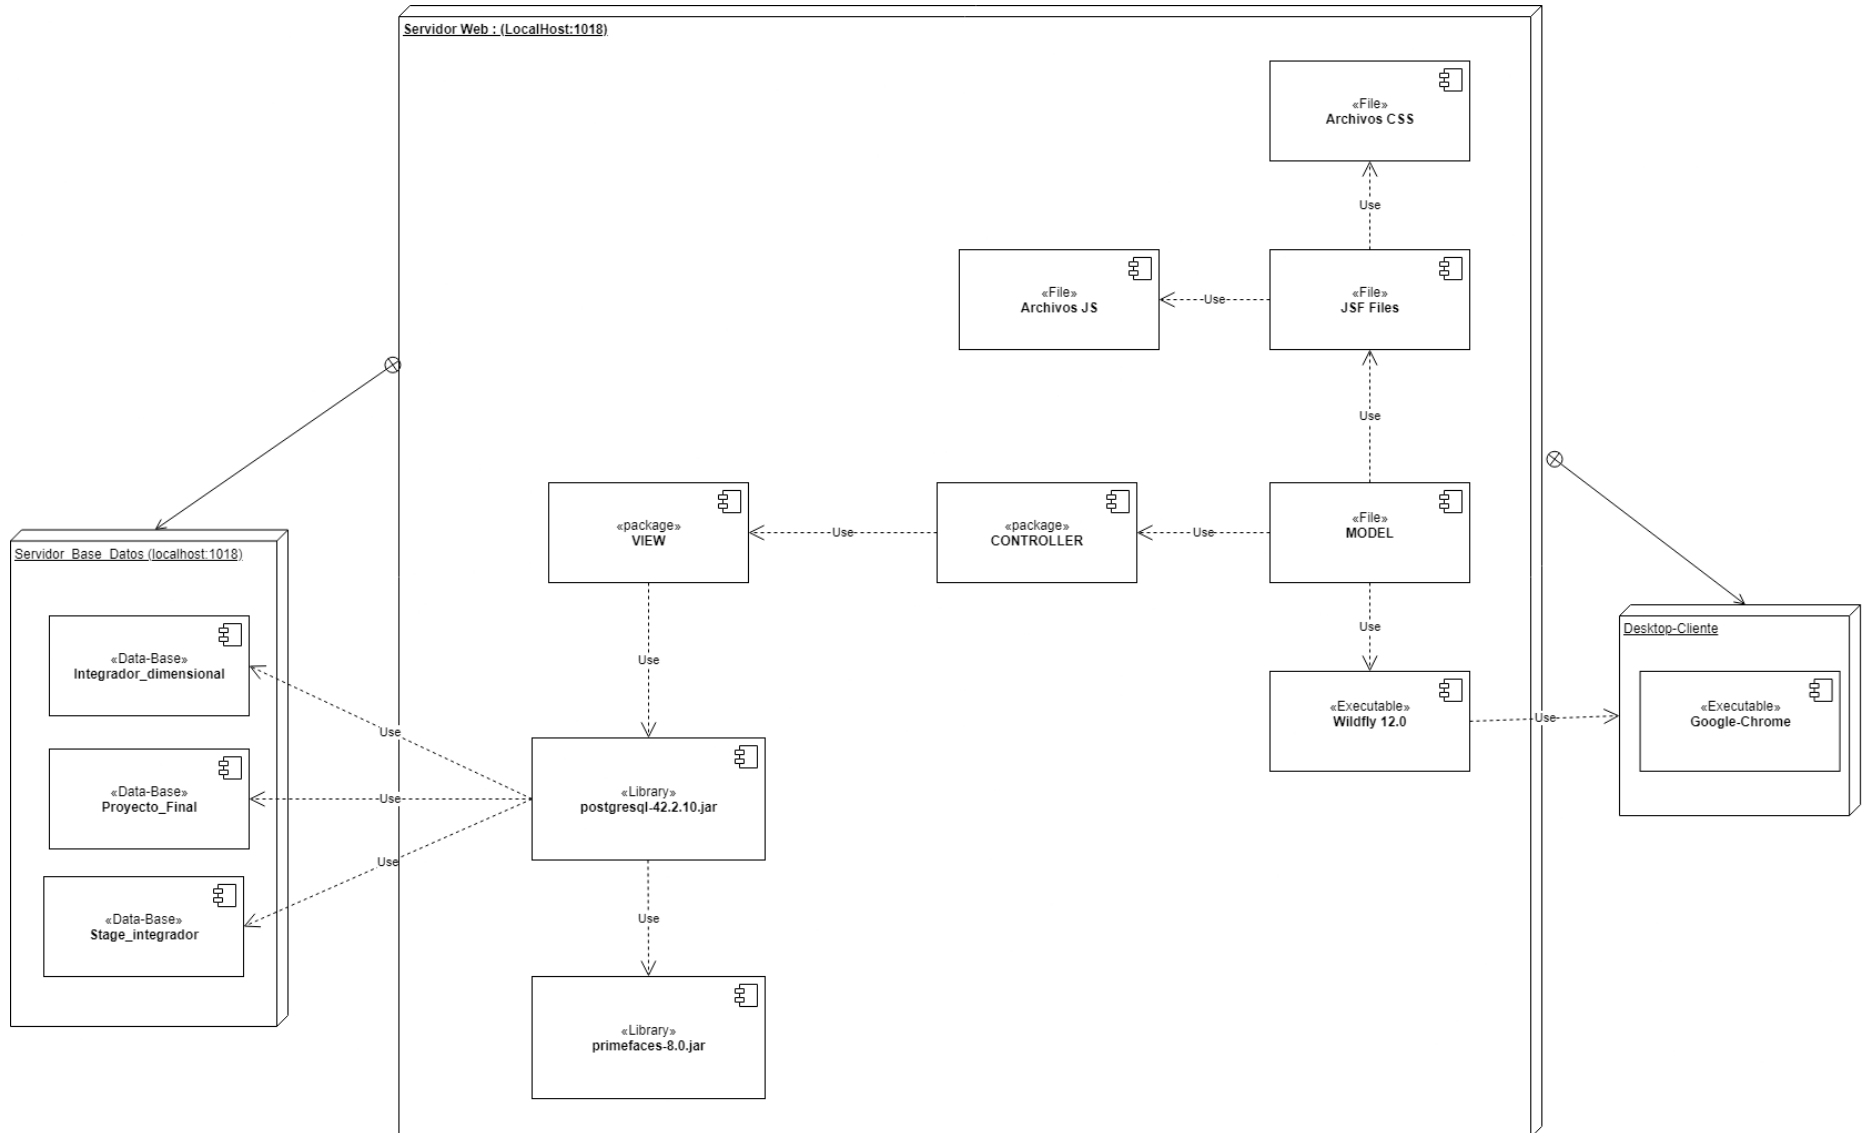 Servidor Web : (LocalHost:1018)
«File»
Archivos CSS
Use
«File»
Archivos JS
Use
«File»
JSF Files
Use
«package»
VIEW
Use
«package»
CONTROLLER
Use
«File»
MODEL
Servidor_Base_Datos (localhost:1018)
Use
Desktop-Cliente
«Data-Base»
Integrador_dimensional
Use
«Executable»
Wildfly 12.0
Use
«Executable»
Google-Chrome
Use
«Data-Base»
Proyecto_Final
Use
«Library»
postgresql-42.2.10.jar
Use
«Data-Base»
Stage_integrador
Use
«Library»
primefaces-8.0.jar